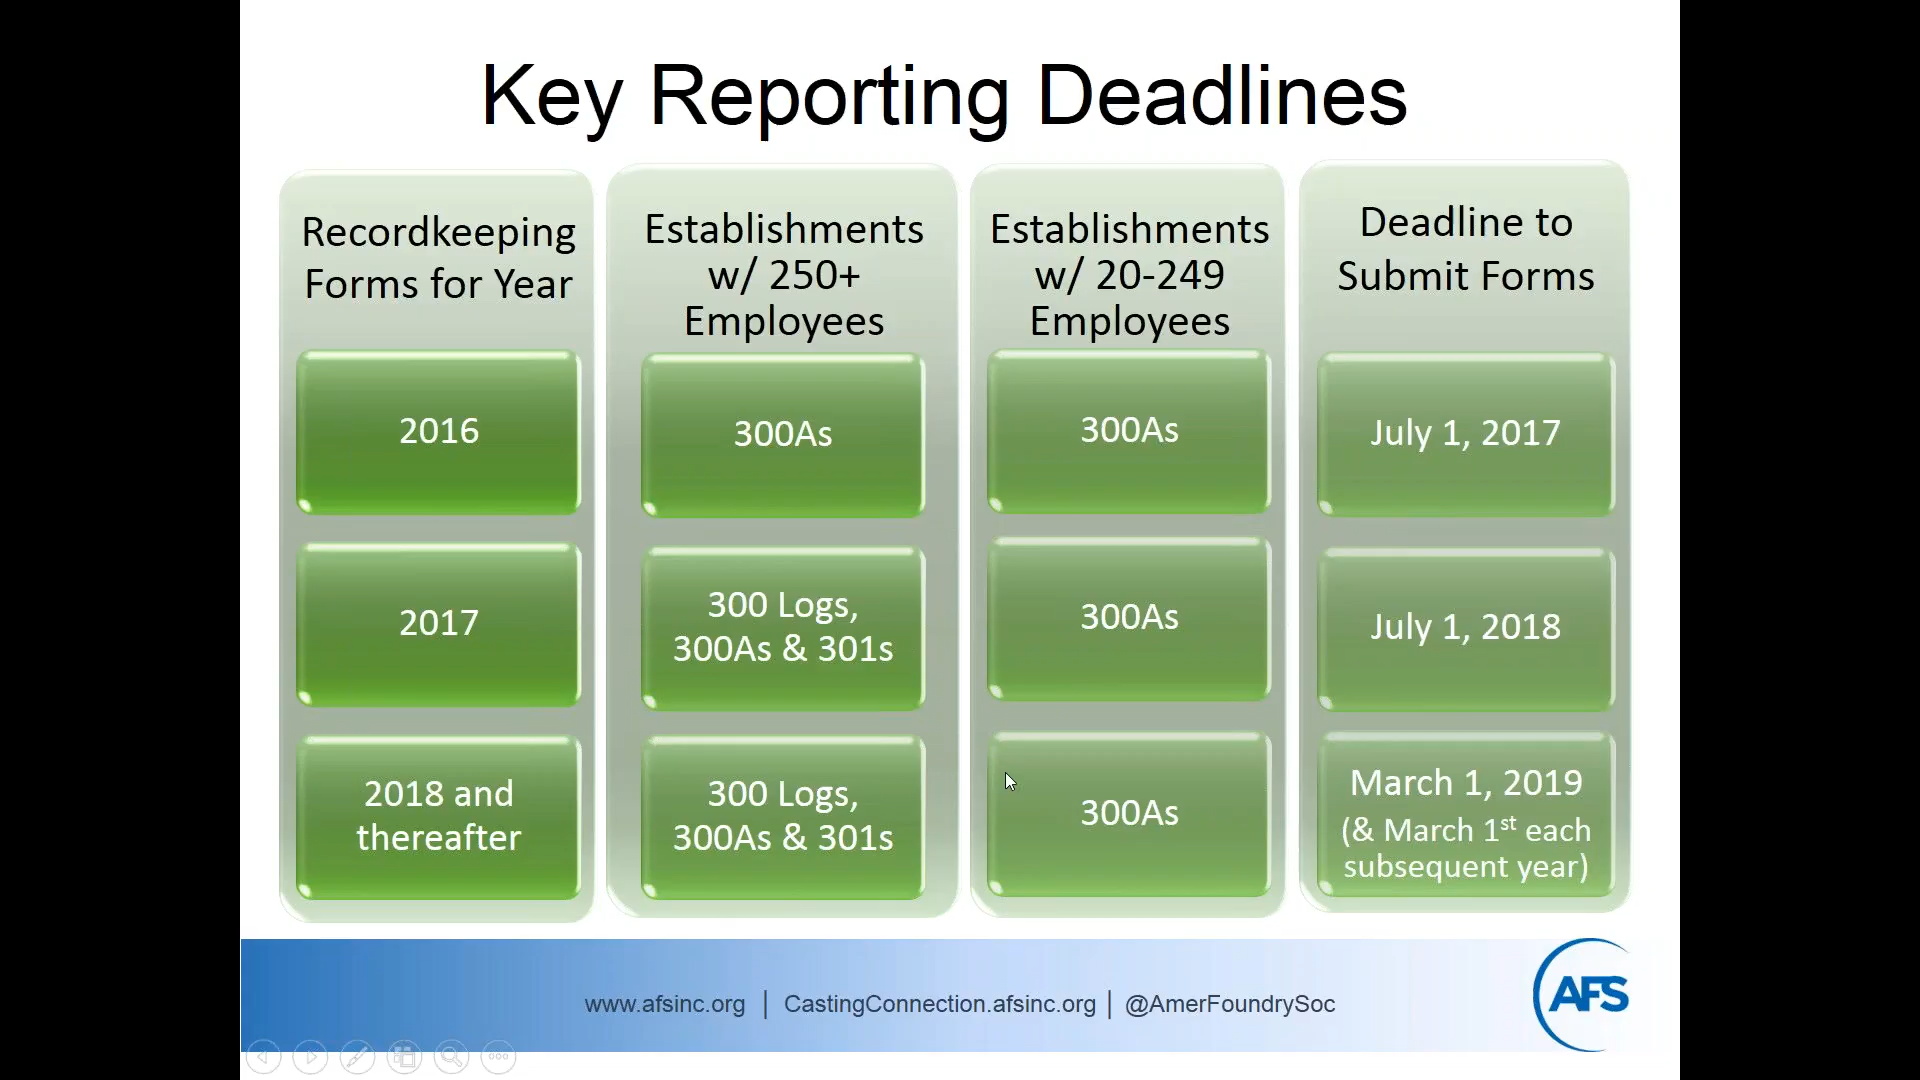 Key Reporting Deadlines
Recordkeeping
Forms for Year
2016
2017
2018 and
thereafter
Establishments
w/ 250+
Employees
300As
300 Logs,
300As & 301s
300 Logs,
300As & 301s
Establishments
w/ 20-249
Employees
300As
300As
300As
Deadline to
Submit Forms
July 1, 2017
July 1, 2018
March 1, 2019
(& March 1st each
subsequent year)
www.afsinc.org | CastingConnection.afsinc.org | @AmerFoundrySoc
AFS